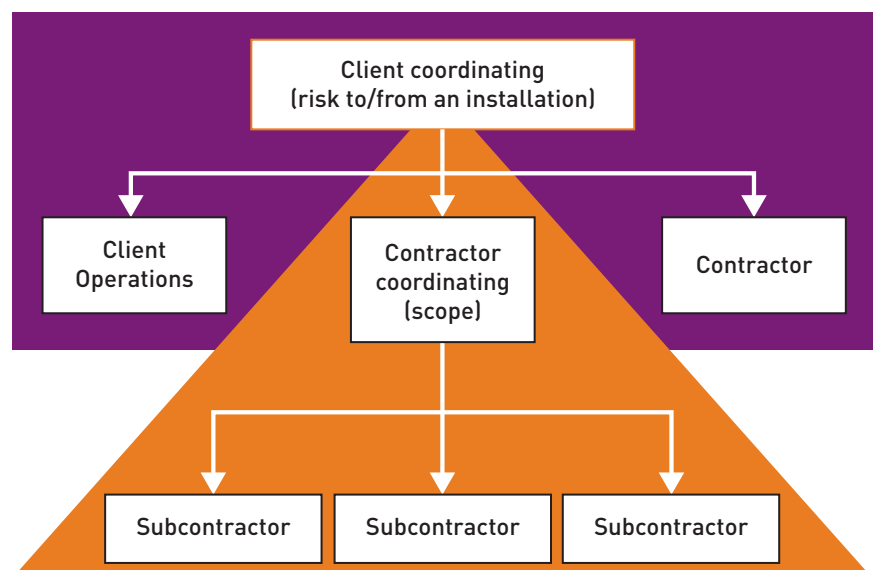 Client coordinating
(risk to/from an installation)
Client
Operations
Contractor
coordinating
(scope)
Contractor
Subcontractor
Subcontractor
Subcontractor